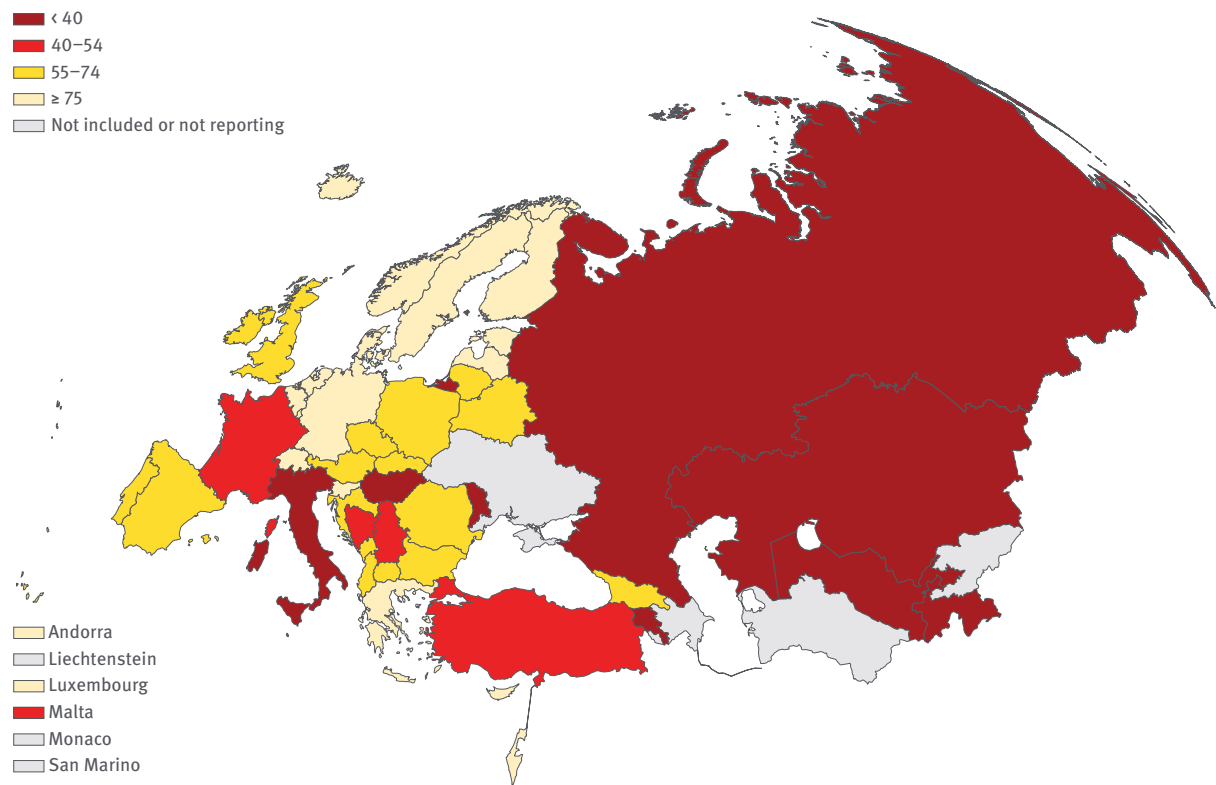 < 40
40–54
55–74
≥ 75
Not included or not reporting
Andorra
Liechtenstein
Luxembourg
Malta
Monaco
San Marino